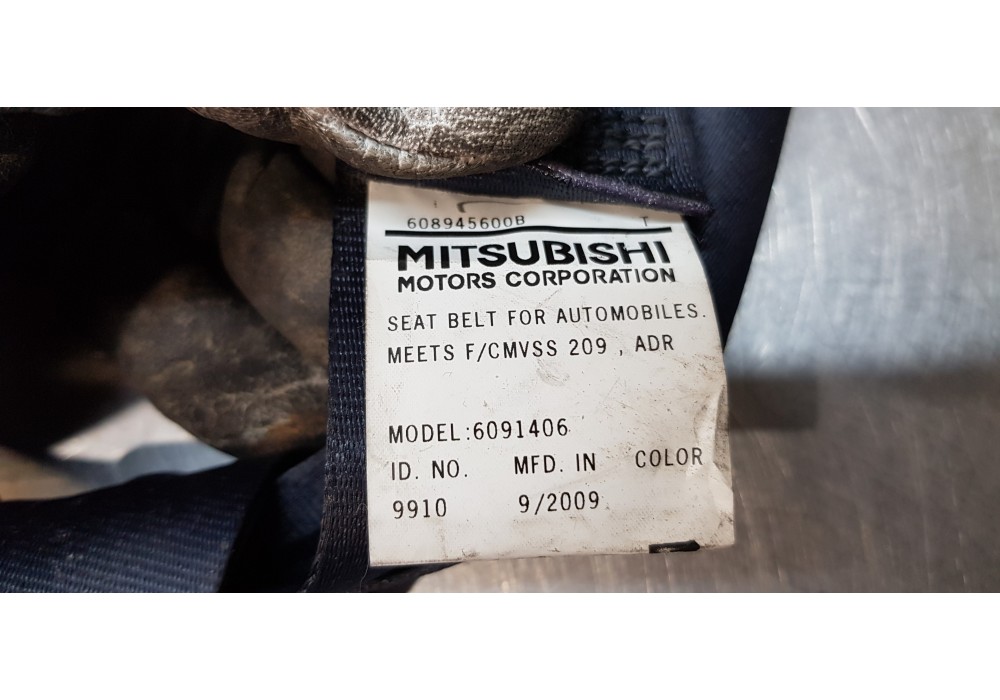 608945600B T
MITSUBISHI
MOTORS CORPORATION
SEAT BELT FOR AUTOMOBILES.
MEETS F/CMVSS 209 , ADR
MODEL:6091406
ID. NO. MFD. IN COLOR
9910 9/2009